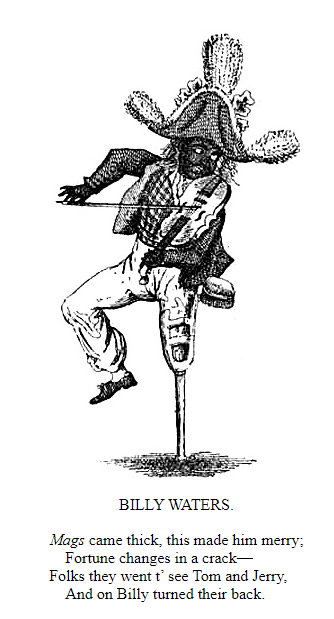 BILLY WATERS.
Mags came thick, this made him merry;
Fortune changes in a crack—
Folks they went t’ see Tom and Jerry,
And on Billy turned their back.